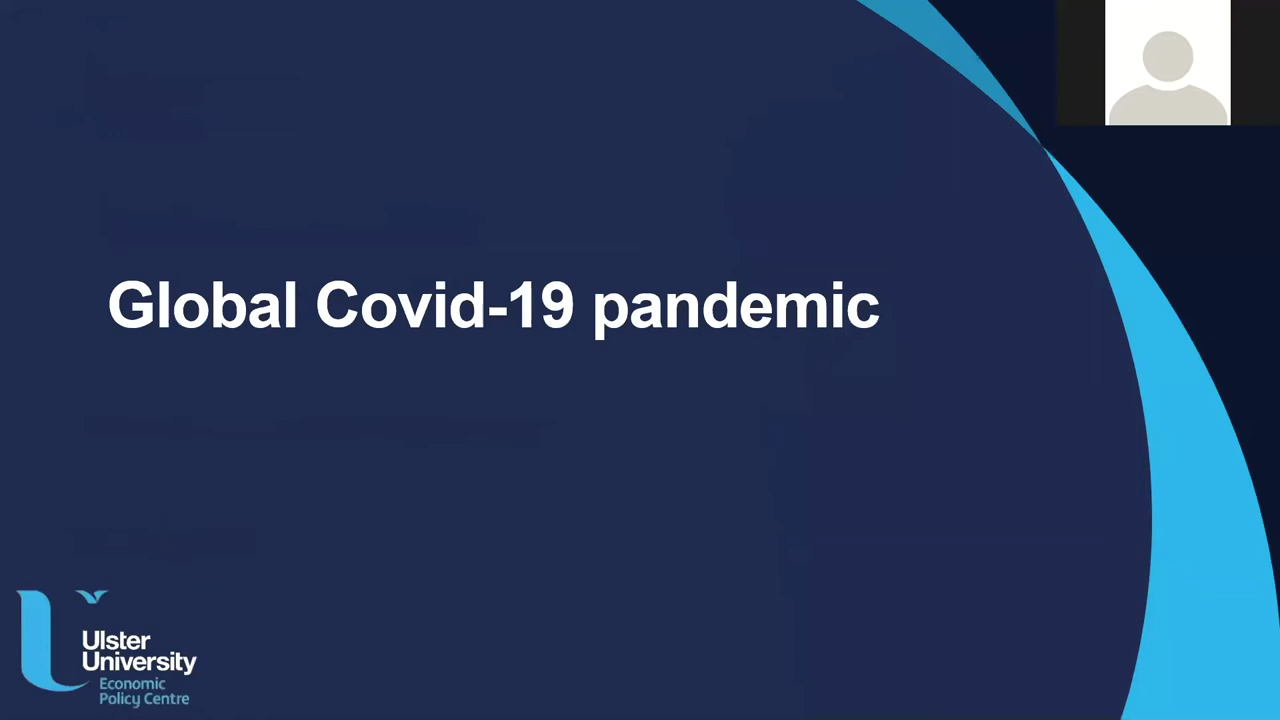 Global Covid-19 pandemic
Ulster
University
Economic
Policy Centre